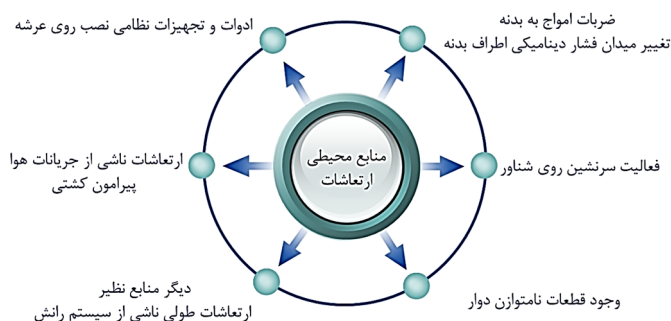 منابع محیطی
ارتعاشات
ضربات امواج به بدنه
تغییر میدان فشار دینامیکی اطراف بدنه
فعالیت سرنشین روی شناور
وجود قطعات نامتوازن دوار
دیگر منابع نظیر
ارتعاشات طولی ناشی از سیستم رانش
ارتعاشات ناشی از جریانات هوا
پیرامون کشتی
ادوات و تجهیزات نظامی نصب روی عرشه